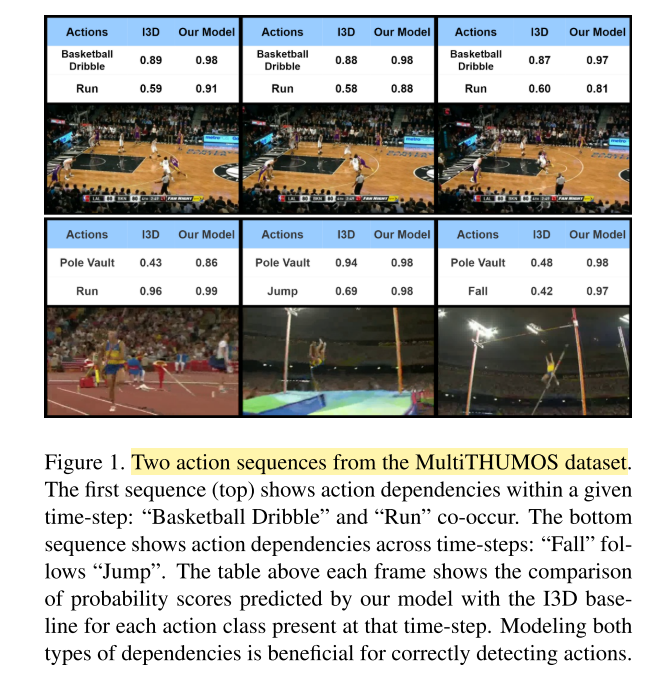 Actions I3D Our Model Actions I3D Our Model Actions I3D Our Model
Basketball Dribble 0.89 0.98 Basketball Dribble 0.88 0.98 Basketball Dribble 0.87 0.97
Run 0.59 0.91 Run 0.58 0.88 Run 0.60 0.81
Actions I3D Our Model Actions I3D Our Model Actions I3D Our Model
Pole Vault 0.43 0.86 Pole Vault 0.94 0.98 Pole Vault 0.48 0.98
Run 0.96 0.99 Jump 0.69 0.98 Fall 0.42 0.97
Figure 1. Two action sequences from the MultiTHUMOS dataset.
The first sequence (top) shows action dependencies within a given
time-step: “Basketball Dribble” and “Run” co-occur. The bottom
sequence shows action dependencies across time-steps: “Fall” fol-
lows “Jump”. The table above each frame shows the comparison
of probability scores predicted by our model with the I3D base-
line for each action class present at that time-step. Modeling both
types of dependencies is beneficial for correctly detecting actions.